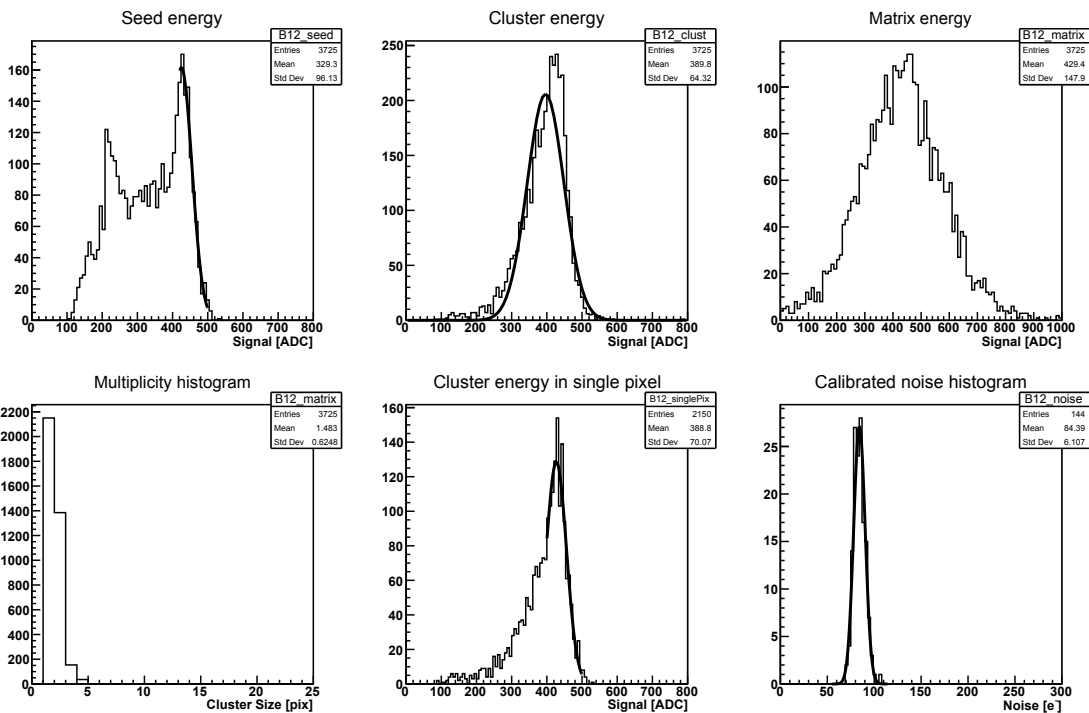 Seed energy
B12_seed
Entries 3725
Mean 329.3
Std Dev 96.13
160
140
120
100
80
60
40
20
0
0 100 200 300 400 500 600 700 800
Signal [ADC]
Cluster energy
B12_clust
Entries 3725
Mean 389.8
Std Dev 64.32
250
200
150
100
50
0
0 100 200 300 400 500 600 700 800
Signal [ADC]
Matrix energy
B12_matrix
Entries 3725
Mean 429.4
Std Dev 147.9
100
80
60
40
20
0
0 100 200 300 400 500 600 700 800 900 1000
Signal [ADC]
Multiplicity histogram
B12_matrix
Entries 3725
Mean 1.483
Std Dev 0.6248
2200
2000
1800
1600
1400
1200
1000
800
600
400
200
0
0 5 10 15 20 25
Cluster Size [pix]
Cluster energy in single pixel
B12_singlePix
Entries 2150
Mean 388.8
Std Dev 70.07
160
140
120
100
80
60
40
20
0
0 100 200 300 400 500 600 700 800
Signal [ADC]
Calibrated noise histogram
B12_noise
Entries 144
Mean 84.39
Std Dev 6.107
25
20
15
10
5
0
0 50 100 150 200 250 300
Noise [e⁻]